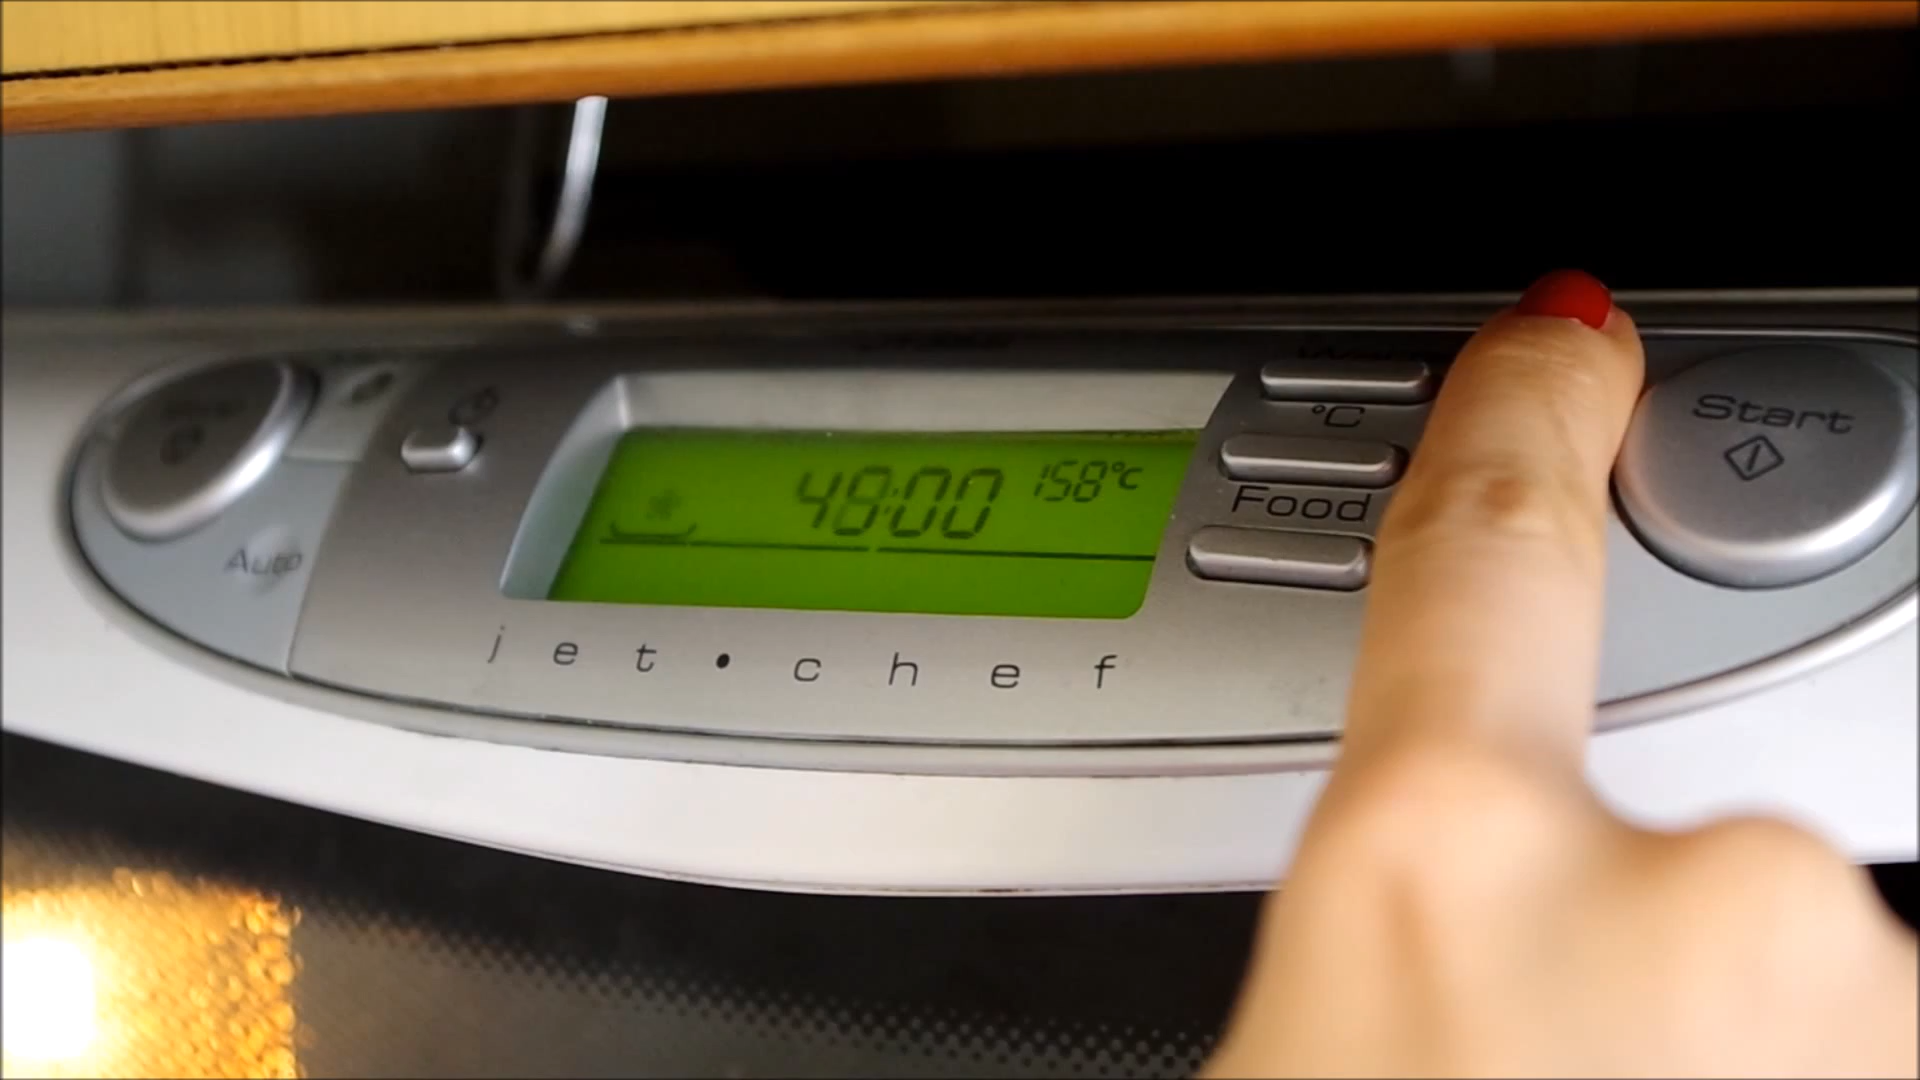 °C
48:00 158°C
Start
Food
Auto
jet•chef